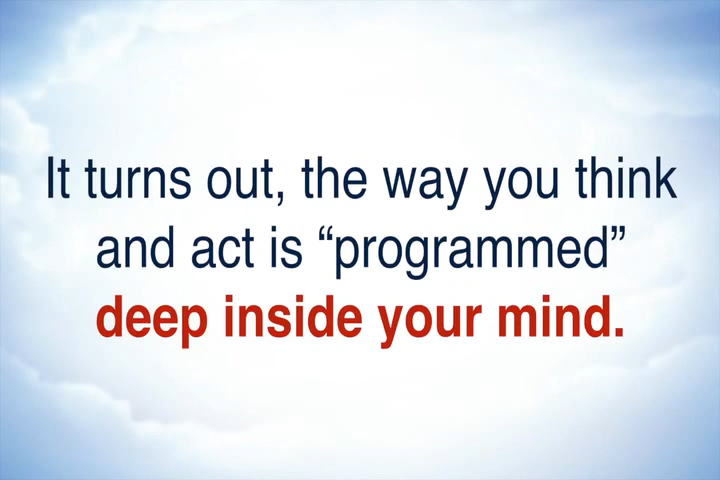 It turns out, the way you think
and act is “programmed”
deep inside your mind.